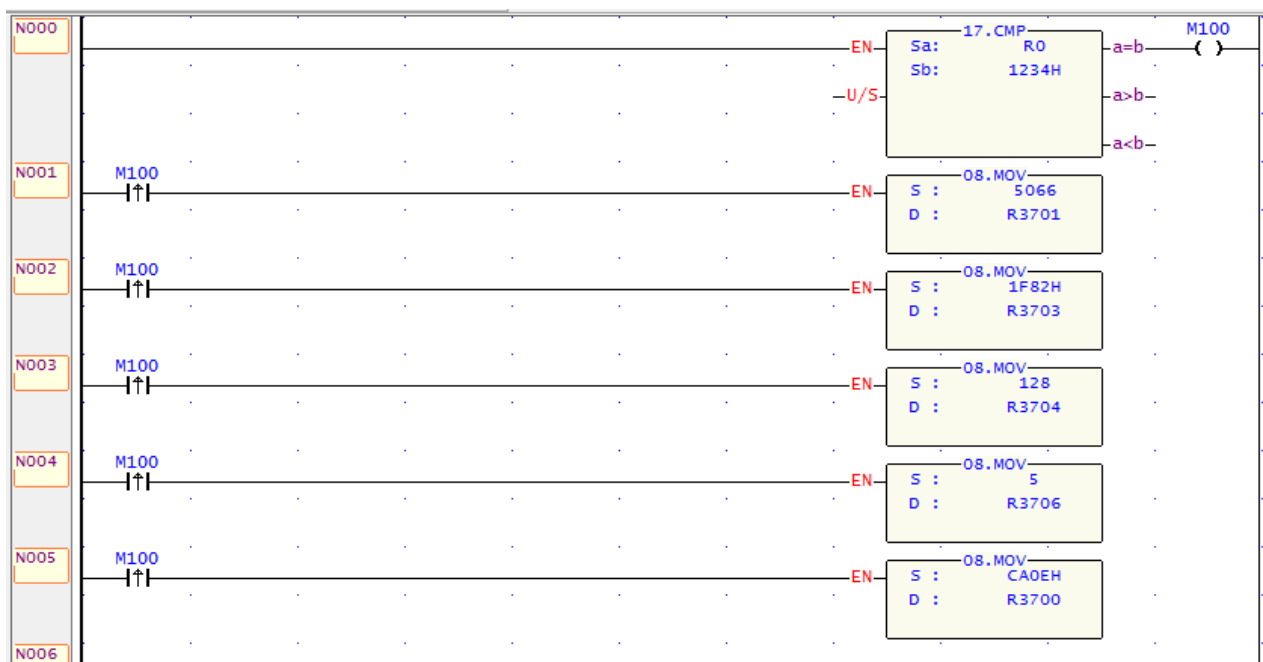 N000
17.CMP
M100
EN
Sa: R0
a=b
( )
Sb: 1234H
U/S
a>b
a<b
N001
M100
08.MOV
EN
S : 5066
D : R3701
N002
M100
08.MOV
EN
S : 1F82H
D : R3703
N003
M100
08.MOV
EN
S : 128
D : R3704
N004
M100
08.MOV
EN
S : 5
D : R3706
N005
M100
08.MOV
EN
S : CA0EH
D : R3700
N006